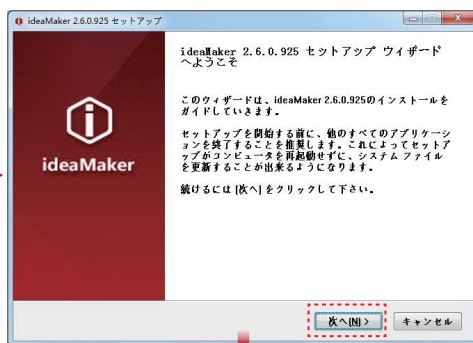 ideaMaker 2.6.0.925 セットアップ
ideaMaker 2.6.0.925 セットアップ ウィザード
へようこそ
このウィザードは、ideaMaker 2.6.0.925のインストールを
ガイドしていきます。
セットアップを開始する前に、他のすべてのアプリケーシ
ョンを終了することを推奨します。これによってセットア
ップがコンピュータを再起動せずに、システム ファイル
を更新することが出来るようになります。
続けるには [次へ] をクリックして下さい。
ideaMaker
次へ(N) >
キャンセル